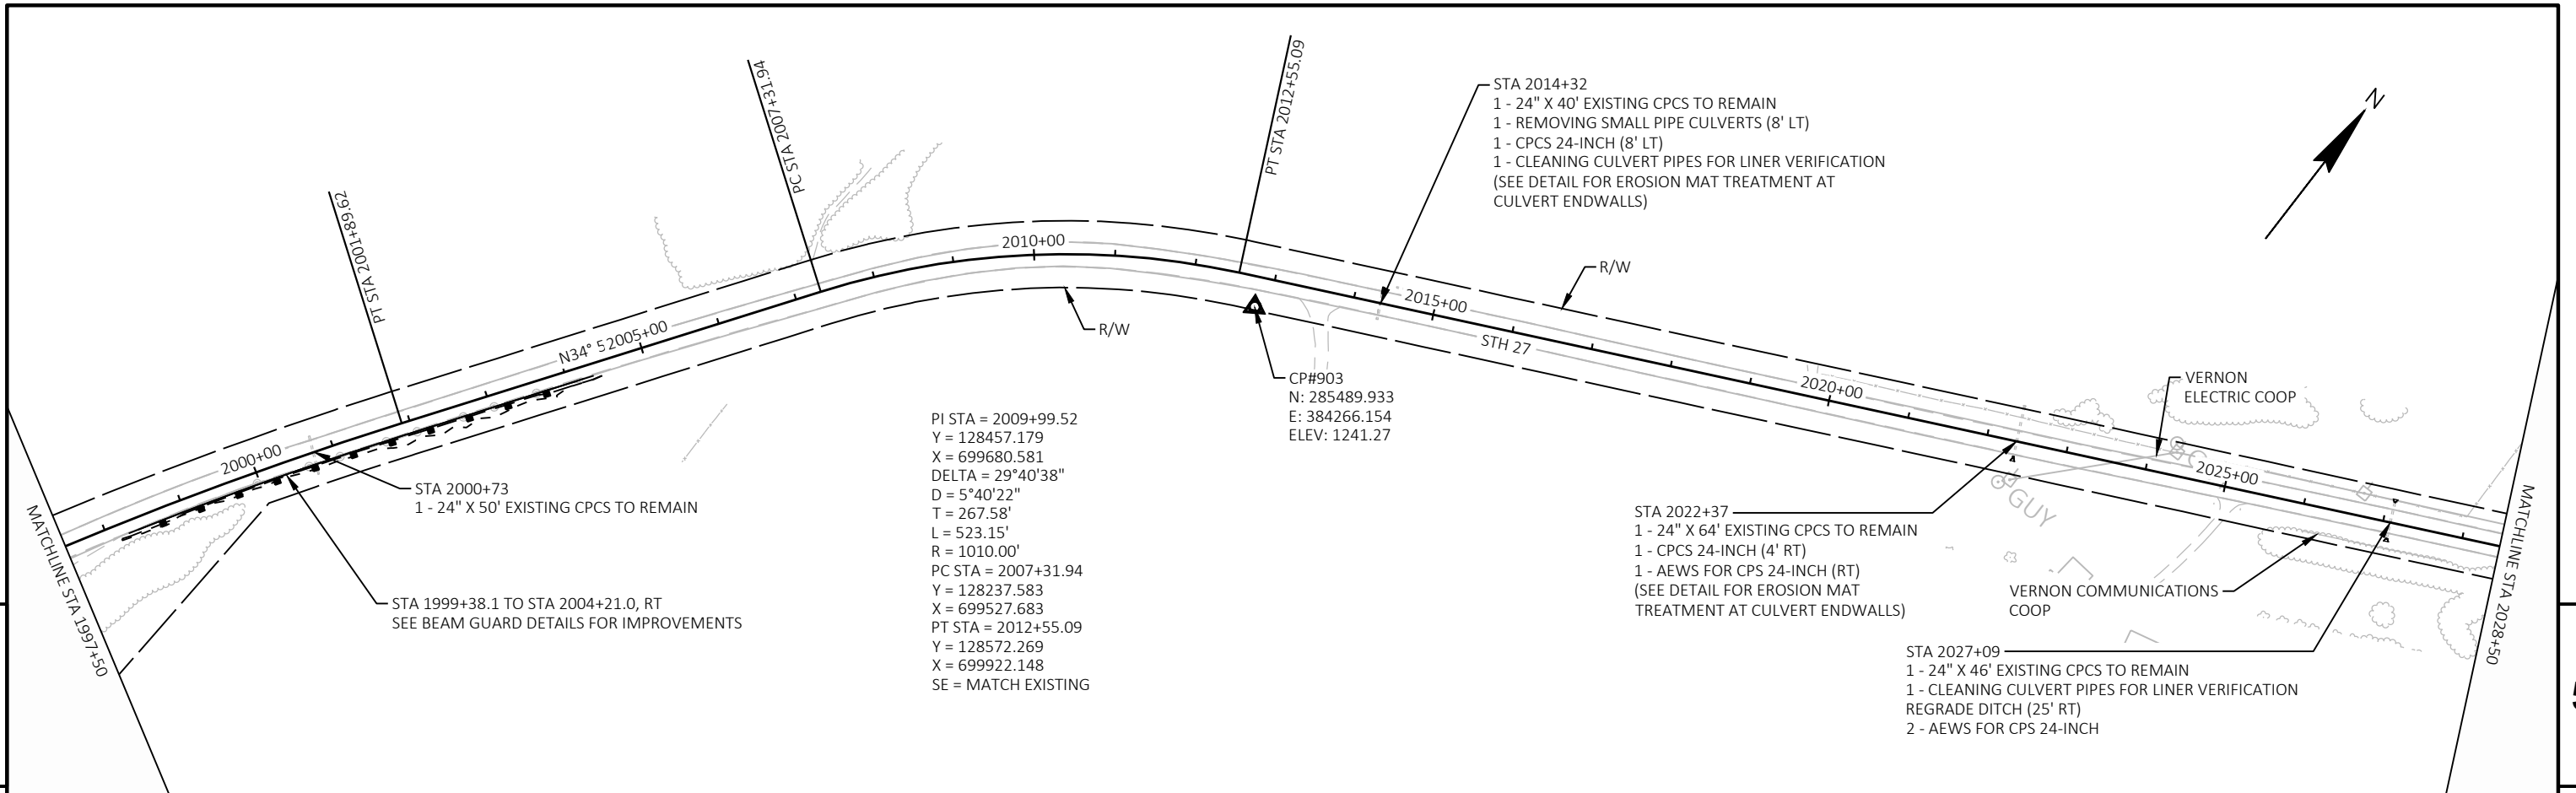 PT STA 2001+89.62
PC STA 2007+31.94
PT STA 2012+55.09
STA 2014+32
1 - 24" X 40' EXISTING CPCS TO REMAIN
1 - REMOVING SMALL PIPE CULVERTS (8' LT)
1 - CPCS 24-INCH (8' LT)
1 - CLEANING CULVERT PIPES FOR LINER VERIFICATION
(SEE DETAIL FOR EROSION MAT TREATMENT AT
CULVERT ENDWALLS)
N
2000+00
N34° 5
2005+00
2010+00
2015+00
2020+00
2025+00
STH 27
R/W
R/W
VERNON
ELECTRIC COOP
GUY
CP#903
N: 285489.933
E: 384266.154
ELEV: 1241.27
PI STA = 2009+99.52
Y = 128457.179
X = 699680.581
DELTA = 29°40'38"
D = 5°40'22"
T = 267.58'
L = 523.15'
R = 1010.00'
PC STA = 2007+31.94
Y = 128237.583
X = 699527.683
PT STA = 2012+55.09
Y = 128572.269
X = 699922.148
SE = MATCH EXISTING
STA 2000+73
1 - 24" X 50' EXISTING CPCS TO REMAIN
STA 1999+38.1 TO STA 2004+21.0, RT
SEE BEAM GUARD DETAILS FOR IMPROVEMENTS
MATCHLINE STA 1997+50
STA 2022+37
1 - 24" X 64' EXISTING CPCS TO REMAIN
1 - CPCS 24-INCH (4' RT)
1 - AEWS FOR CPS 24-INCH (RT)
(SEE DETAIL FOR EROSION MAT
TREATMENT AT CULVERT ENDWALLS)
VERNON COMMUNICATIONS
COOP
STA 2027+09
1 - 24" X 46' EXISTING CPCS TO REMAIN
1 - CLEANING CULVERT PIPES FOR LINER VERIFICATION
REGRADE DITCH (25' RT)
2 - AEWS FOR CPS 24-INCH
MATCHLINE STA 2028+50